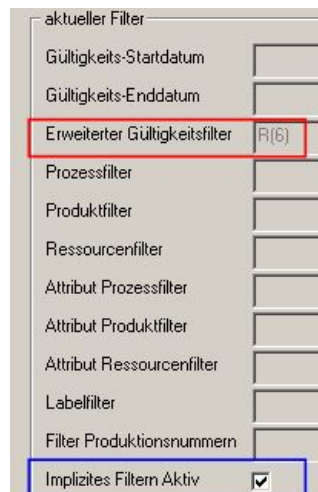 aktueller Filter
Gültigkeits-Startdatum
Gültigkeits-Enddatum
Erweiterter Gültigkeitsfilter R(6)
Prozessfilter
Produktfilter
Ressourcenfilter
Attribut Prozessfilter
Attribut Produktfilter
Attribut Ressourcenfilter
Labelfilter
Filter Produktionsnummern
Implizites Filtern Aktiv